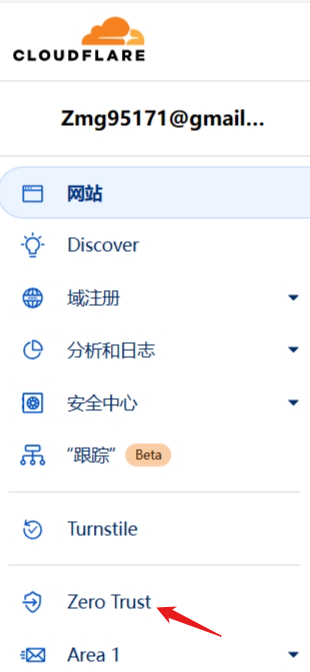 CLOUDFLARE
Zmg95171@gmail...
网站
Discover
域注册
分析和日志
安全中心
“跟踪” Beta
Turnstile
Zero Trust
Area 1